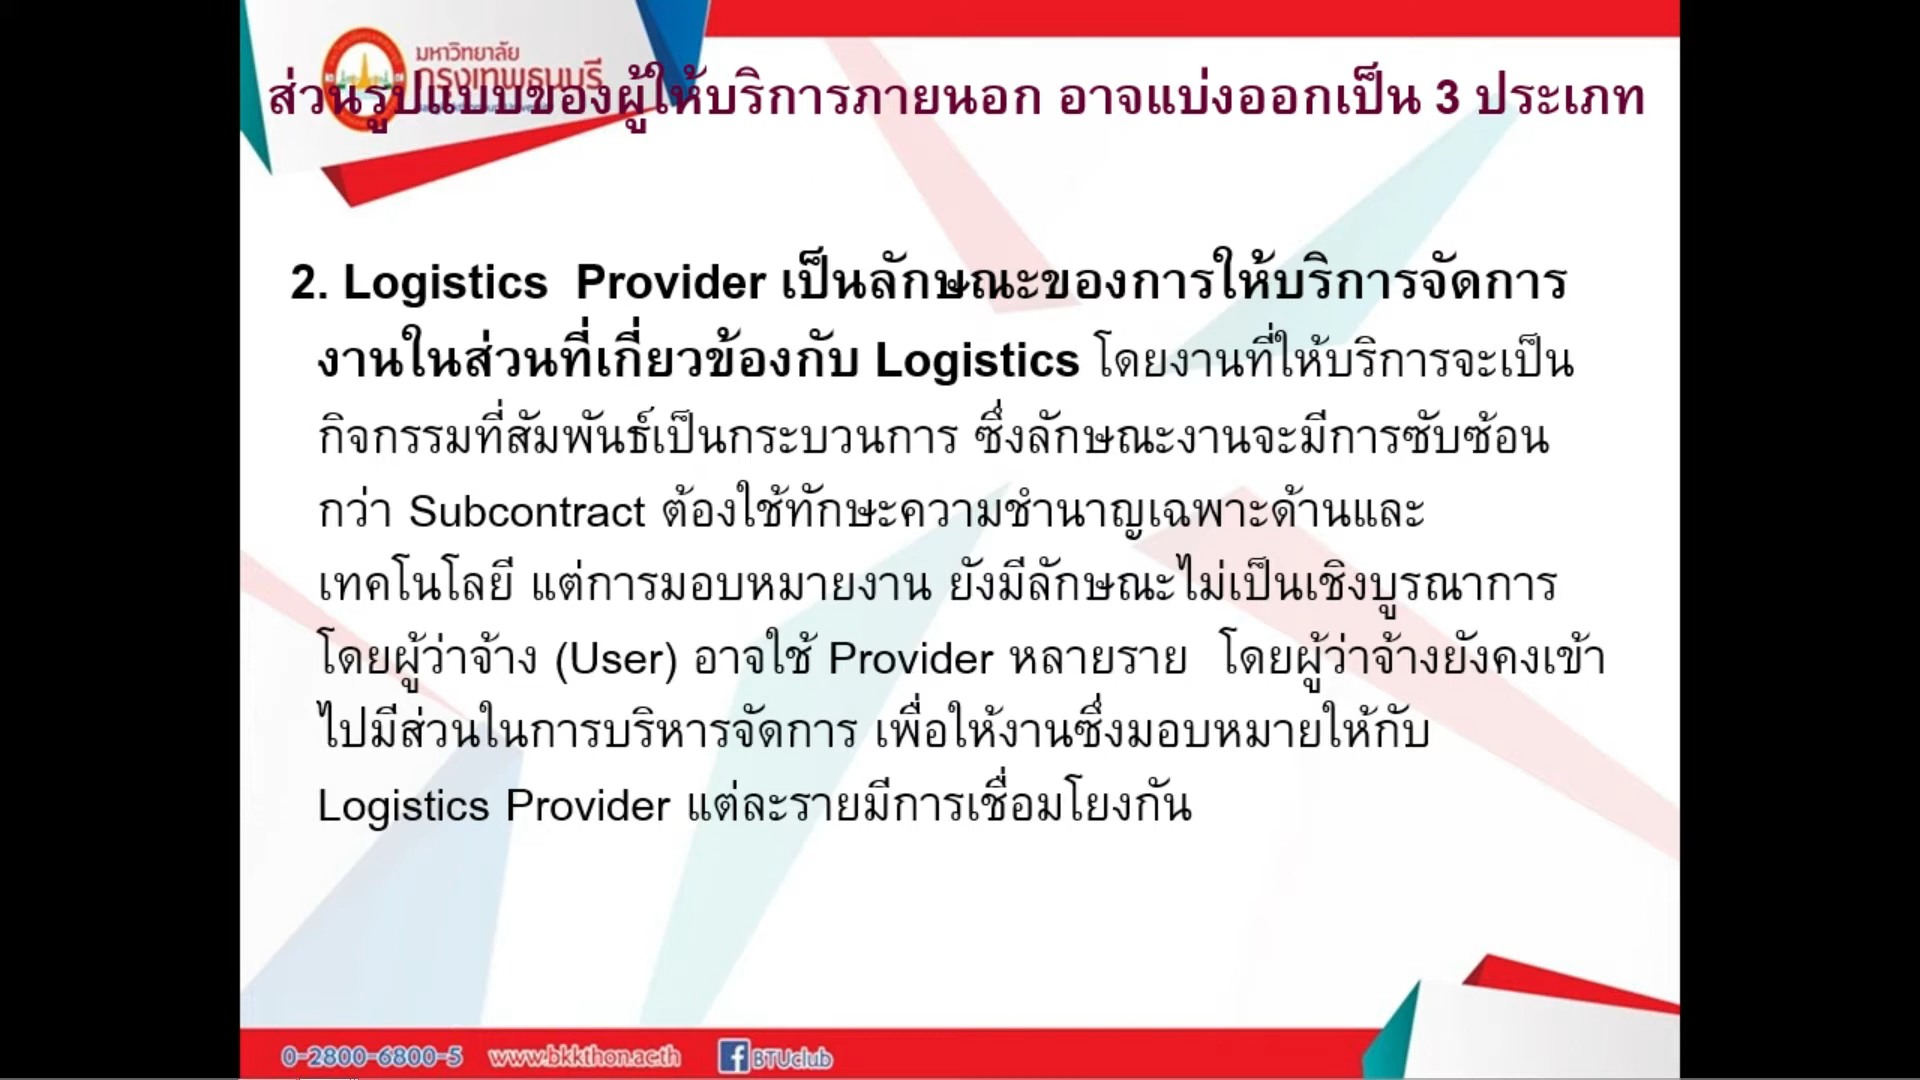 มหาวิทยาลัย
กรุงเทพธนบุรี
ส่วนรูปแบบของผู้ให้บริการภายนอก อาจแบ่งออกเป็น 3 ประเภท
2. Logistics Provider เป็นลักษณะของการให้บริการจัดการ
งานในส่วนที่เกี่ยวข้องกับ Logistics โดยงานที่ให้บริการจะเป็น
กิจกรรมที่สัมพันธ์เป็นกระบวนการ ซึ่งลักษณะงานจะมีการซับซ้อน
กว่า Subcontract ต้องใช้ทักษะความชำนาญเฉพาะด้านและ
เทคโนโลยี แต่การมอบหมายงาน ยังมีลักษณะไม่เป็นเชิงบูรณาการ
โดยผู้ว่าจ้าง (User) อาจใช้ Provider หลายราย โดยผู้ว่าจ้างยังคงเข้า
ไปมีส่วนในการบริหารจัดการ เพื่อให้งานซึ่งมอบหมายให้กับ
Logistics Provider แต่ละรายมีการเชื่อมโยงกัน
0-2800-6800-5 www.bkkthon.ac.th BTUclub